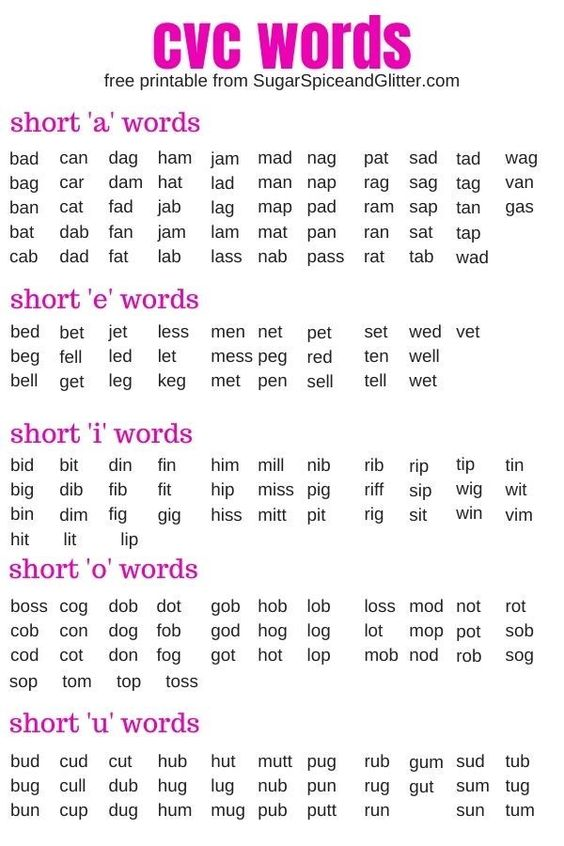 cvc words
free printable from SugarSpiceandGlitter.com
short 'a' words
bad can dag ham jam mad nag pat sad tad wag
bag car dam hat lad man nap rag sag tag van
ban cat fad jab lag map pad ram sap tan gas
bat dab fan jam lam mat pan ran sat tap
cab dad fat lab lass nab pass rat tab wad
short 'e' words
bed bet jet less men net pet set wed vet
beg fell led let mess peg red ten well
bell get leg keg met pen sell tell wet
short 'i' words
bid bit din fin him mill nib rib rip tip tin
big dib fib fit hip miss pig riff sip wig wit
bin dim fig gig hiss mitt pit rig sit win vim
hit lit lip
short 'o' words
boss cog dob dot gob hob lob loss mod not rot
cob con dog fob god hog log lot mop pot sob
cod cot don fog got hot lop mob nod rob sog
sop tom top toss
short 'u' words
bud cud cut hub hut mutt pug rub gum sud tub
bug cull dub hug lug nub pun rug gut sum tug
bun cup dug hum mug pub putt run sun tum